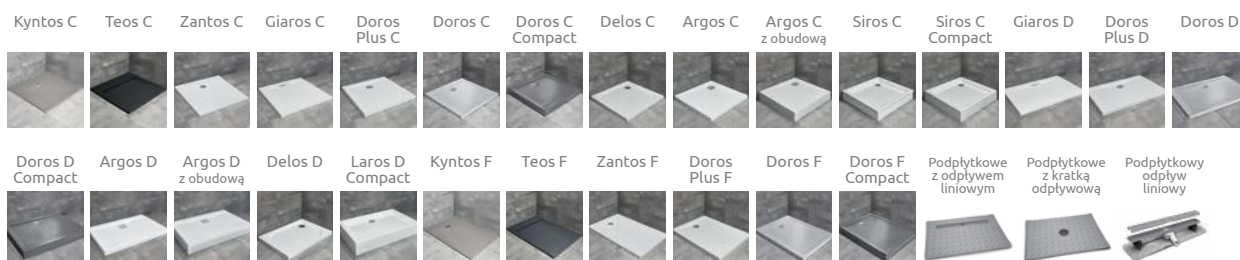 Kyntos C
Teos C
Zantos C
Giaros C
Doros
Plus C
Doros C
Doros C
Compact
Delos C
Argos C
Argos C
z obudową
Siros C
Siros C
Compact
Giaros D
Doros
Plus D
Doros D
Doros D
Compact
Argos D
Argos D
z obudową
Delos D
Laros D
Compact
Kyntos F
Teos F
Zantos F
Doros
Plus F
Doros F
Doros F
Compact
Podpłytkowe
z odpływem
liniowym
Podpłytkowe
z kratką
odpływową
Podpłytkowy
odpływ
liniowy